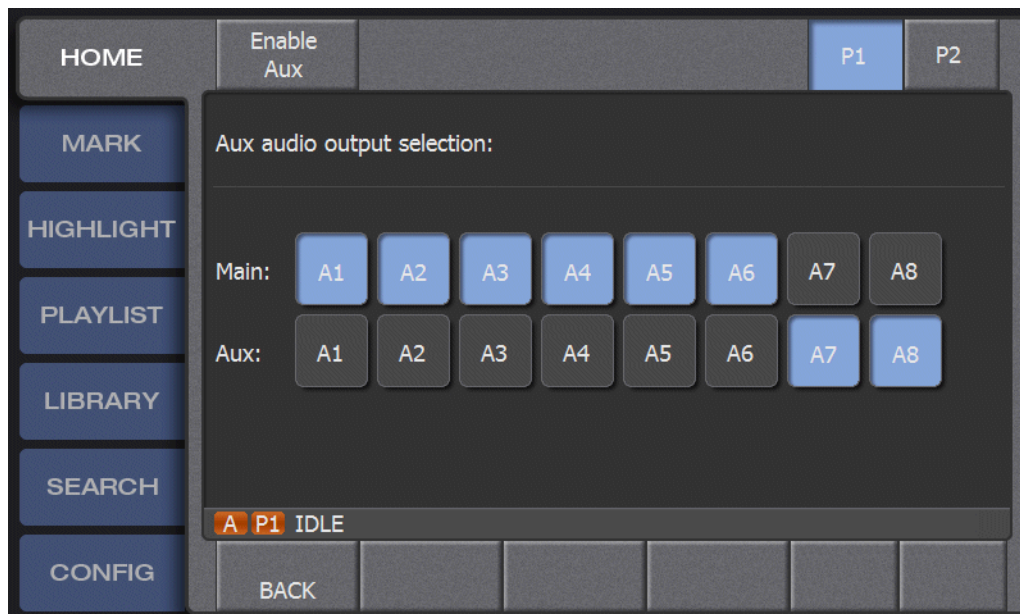 HOME
Enable
Aux
P1
P2
MARK
HIGHLIGHT
PLAYLIST
LIBRARY
SEARCH
CONFIG
Aux audio output selection:
Main: A1 A2 A3 A4 A5 A6 A7 A8
Aux: A1 A2 A3 A4 A5 A6 A7 A8
A P1 IDLE
BACK